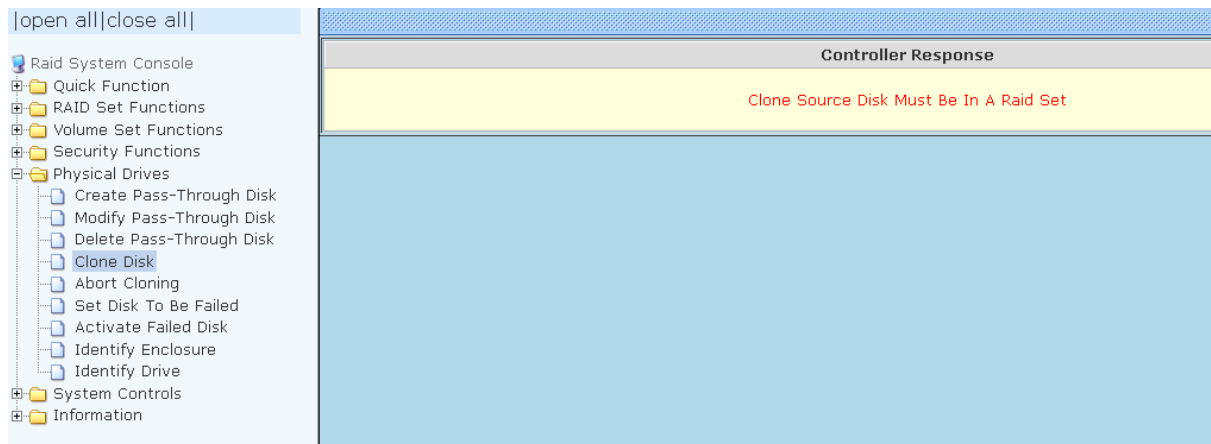 |open all|close all|
Raid System Console
Quick Function
RAID Set Functions
Volume Set Functions
Security Functions
Physical Drives
Create Pass-Through Disk
Modify Pass-Through Disk
Delete Pass-Through Disk
Clone Disk
Abort Cloning
Set Disk To Be Failed
Activate Failed Disk
Identify Enclosure
Identify Drive
System Controls
Information
Controller Response
Clone Source Disk Must Be In A Raid Set